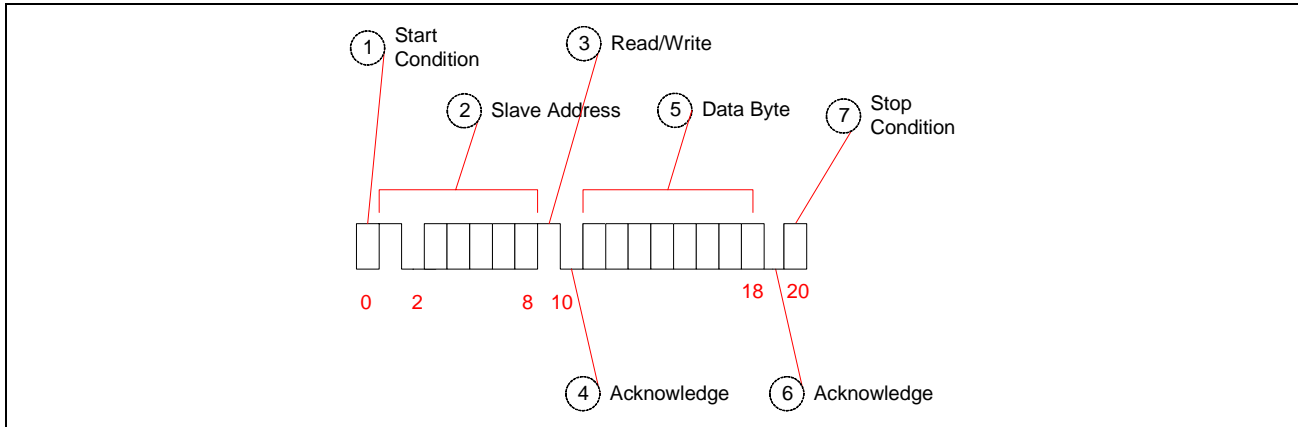 1 Start
Condition
3 Read/Write
2 Slave Address
5 Data Byte
7 Stop
Condition
0 2 8 10 18 20
4 Acknowledge
6 Acknowledge